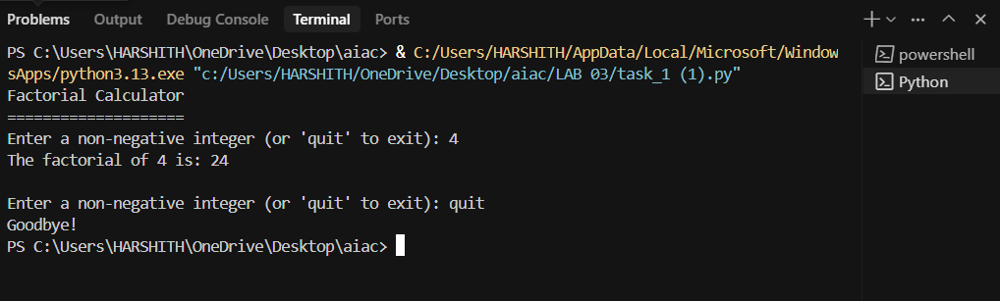 Problems Output Debug Console Terminal Ports
PS C:\Users\HARSHITH\OneDrive\Desktop\aiac> & C:/Users/HARSHITH/AppData/Local/Microsoft/Window
sApps/python3.13.exe "c:/Users/HARSHITH/OneDrive/Desktop/aiac/LAB 03/task_1 (1).py"
Factorial Calculator
====================
Enter a non-negative integer (or 'quit' to exit): 4
The factorial of 4 is: 24
Enter a non-negative integer (or 'quit' to exit): quit
Goodbye!
PS C:\Users\HARSHITH\OneDrive\Desktop\aiac>
powershell
Python